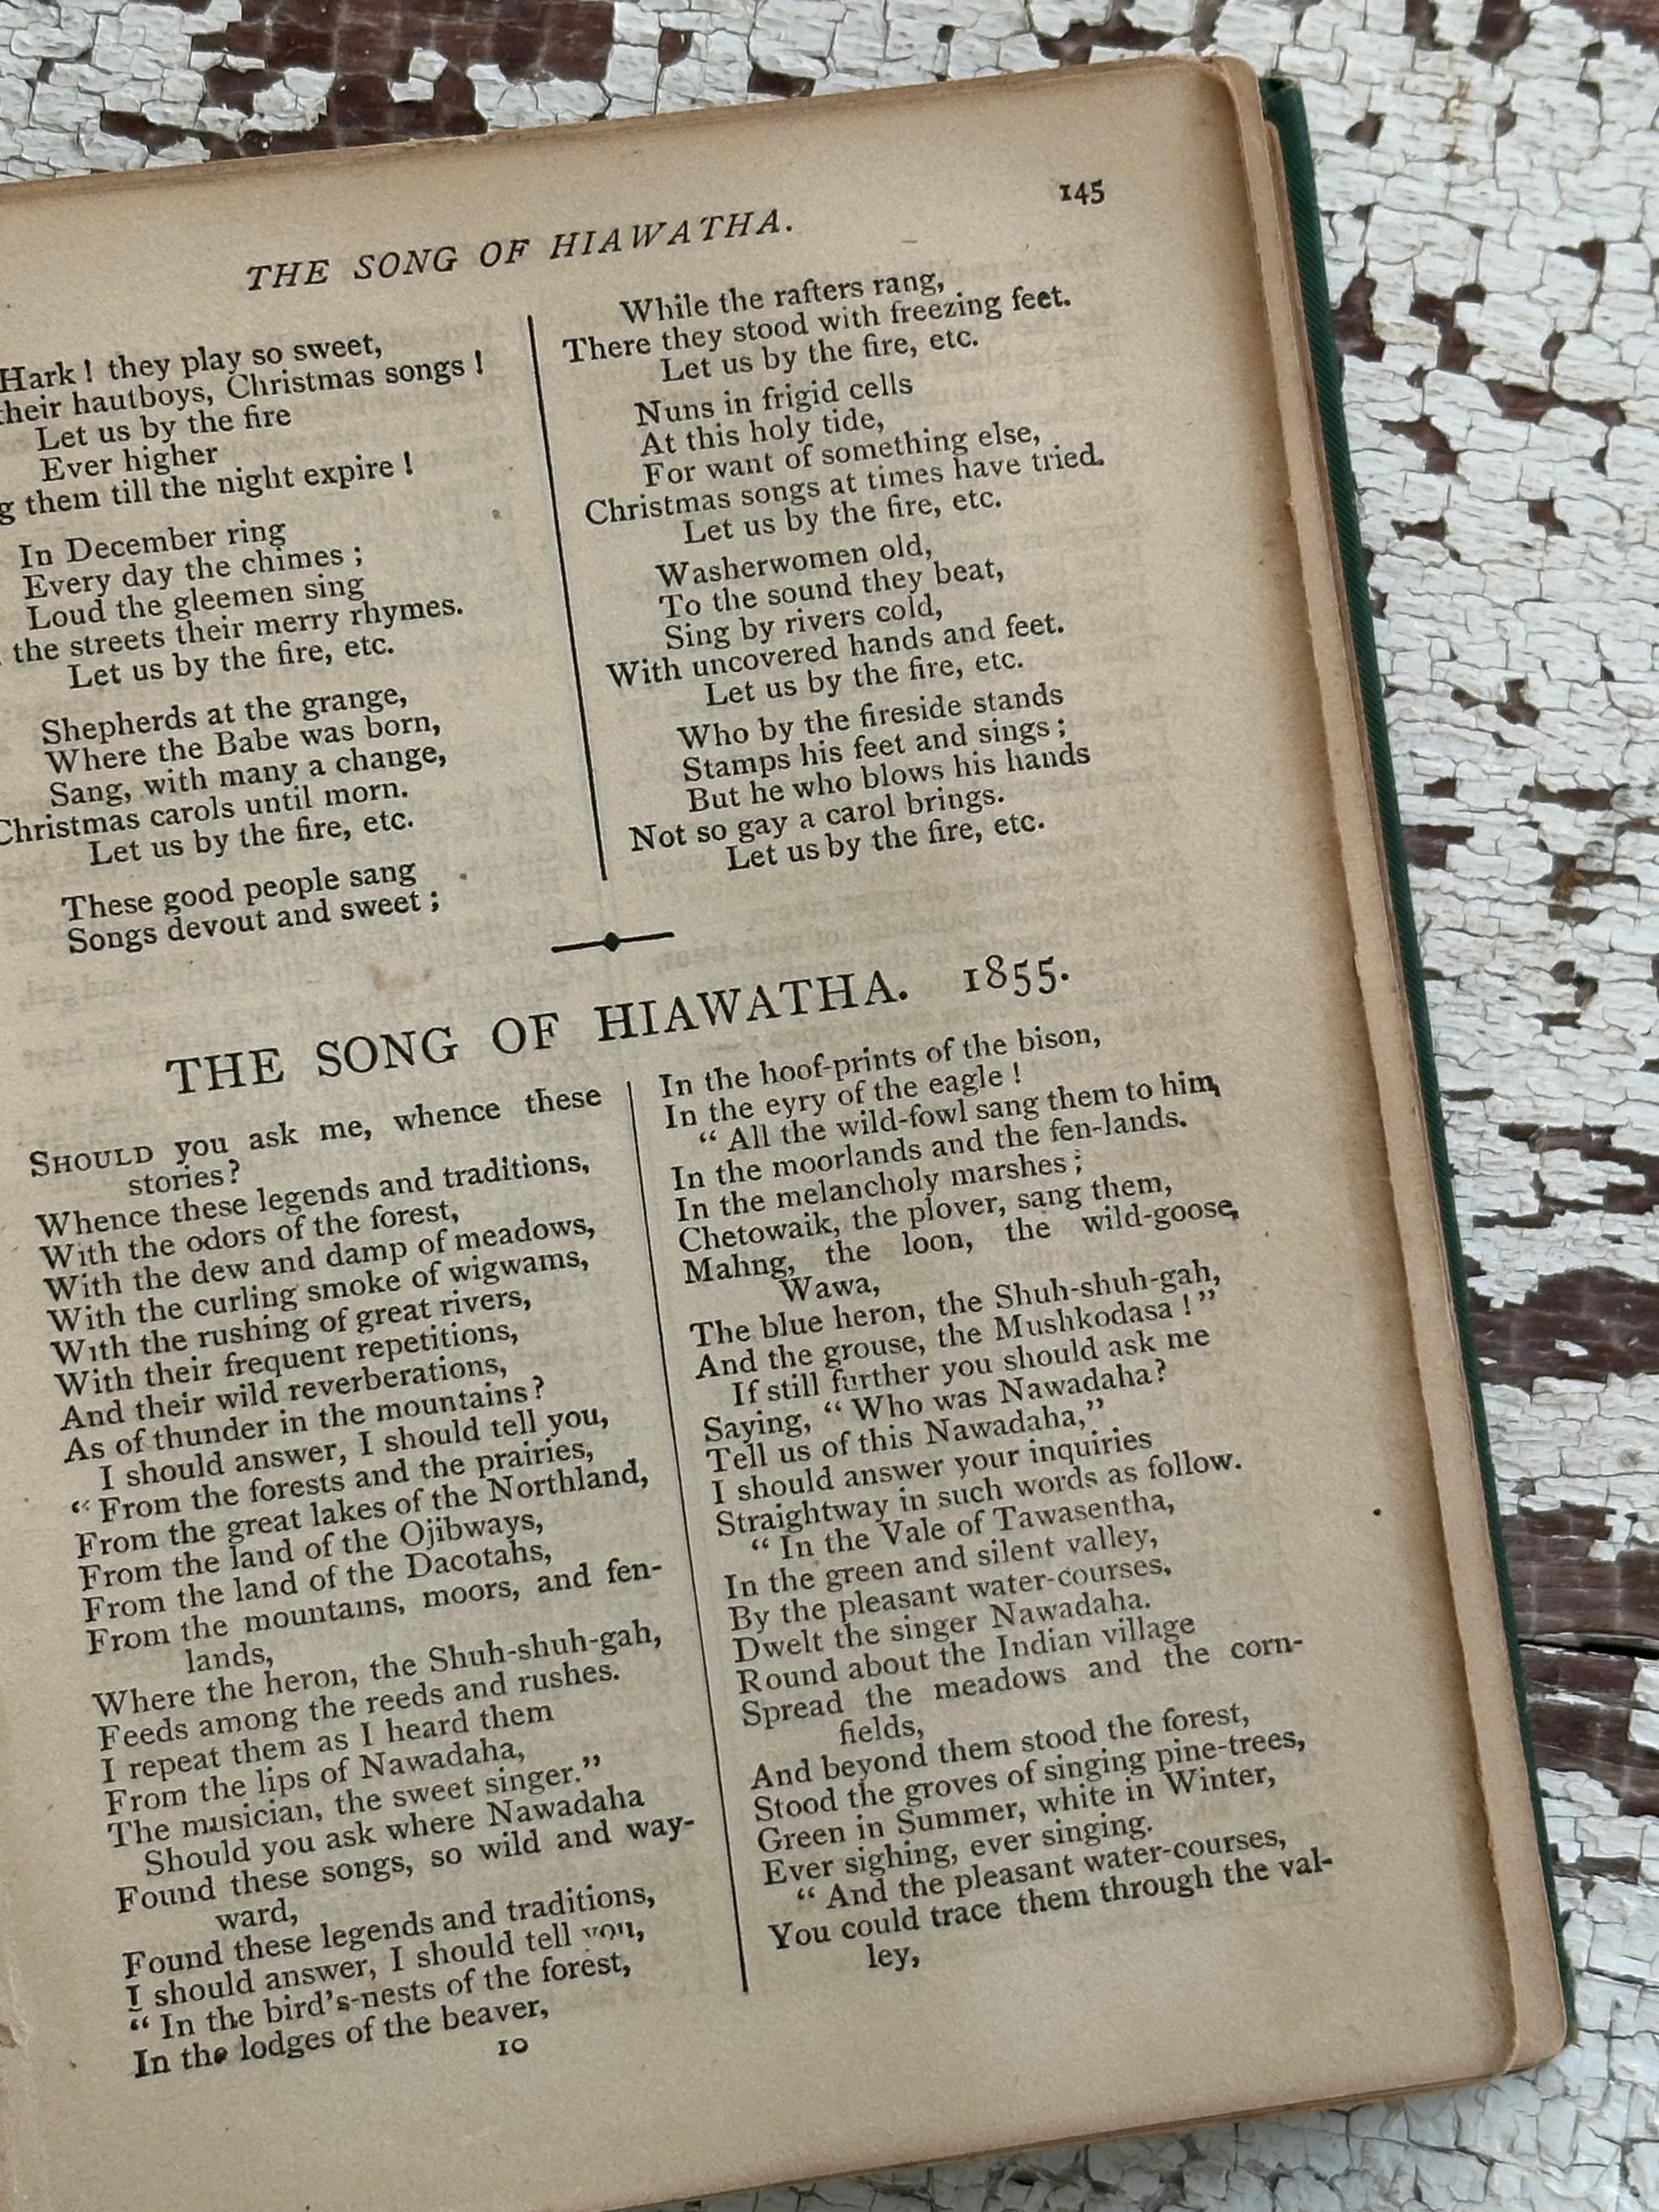 THE SONG OF HIAWATHA.
145
Hark! they play so sweet,
their hautboys, Christmas songs!
Let us by the fire
Ever higher
them till the night expire!
In December ring
Every day the chimes;
Loud the gleemen sing
the streets their merry rhymes.
Let us by the fire, etc.
Shepherds at the grange,
Where the Babe was born,
Sang, with many a change,
Christmas carols until morn.
Let us by the fire, etc.
These good people sang
Songs devout and sweet;
While the rafters rang,
There they stood with freezing feet.
Let us by the fire, etc.
Nuns in frigid cells
At this holy tide,
For want of something else,
Christmas songs at times have tried.
Let us by the fire, etc.
Washerwomen old,
To the sound they beat,
Sing by rivers cold,
With uncovered hands and feet.
Let us by the fire, etc.
Who by the fireside stands
Stamps his feet and sings;
But he who blows his hands
Not so gay a carol brings.
Let us by the fire, etc.
THE SONG OF HIAWATHA. 1855.
SHOULD you ask me, whence these
stories?
Whence these legends and traditions,
With the odors of the forest,
With the dew and damp of meadows,
With the curling smoke of wigwams,
With the rushing of great rivers,
With their frequent repetitions,
And their wild reverberations,
As of thunder in the mountains?
I should answer, I should tell you,
“From the forests and the prairies,
From the great lakes of the Northland,
From the land of the Ojibways,
From the land of the Dacotahs,
From the mountains, moors, and fen-
lands,
Where the heron, the Shuh-shuh-gah,
Feeds among the reeds and rushes.
I repeat them as I heard them
From the lips of Nawadaha,
The musician, the sweet singer.”
Should you ask where Nawadaha
Found these songs, so wild and way-
ward,
Found these legends and traditions,
I should answer, I should tell you,
“In the bird's-nests of the forest,
In the lodges of the beaver,
10
In the hoof-prints of the bison,
In the eyry of the eagle!
“All the wild-fowl sang them to him,
In the moorlands and the fen-lands.
In the melancholy marshes;
Chetowaik, the plover, sang them,
Mahng, the loon, the wild-goose,
Wawa,
The blue heron, the Shuh-shuh-gah,
And the grouse, the Mushkodasa!”
If still further you should ask me
Saying, “Who was Nawadaha?
Tell us of this Nawadaha,”
I should answer your inquiries
Straightway in such words as follow.
“In the Vale of Tawasentha,
In the green and silent valley,
By the pleasant water-courses,
Dwelt the singer Nawadaha.
Round about the Indian village
Spread the meadows and the corn-
fields,
And beyond them stood the forest,
Stood the groves of singing pine-trees,
Green in Summer, white in Winter,
Ever sighing, ever singing.
“And the pleasant water-courses,
You could trace them through the val-
ley,